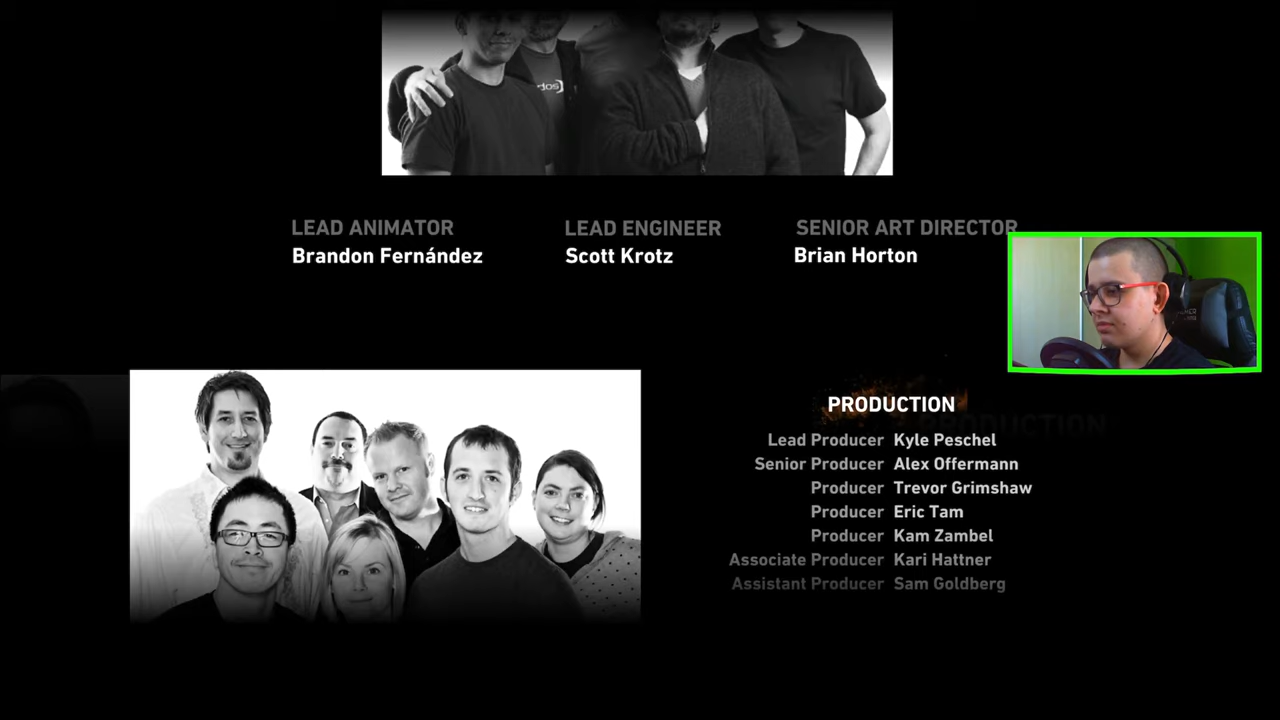 LEAD ANIMATOR
Brandon Fernández
LEAD ENGINEER
Scott Krotz
SENIOR ART DIRECTOR
Brian Horton
PRODUCTION
PRODUCTION
Lead Producer Kyle Peschel
Senior Producer Alex Offermann
Producer Trevor Grimshaw
Producer Eric Tam
Producer Kam Zambel
Associate Producer Kari Hattner
Assistant Producer Sam Goldberg